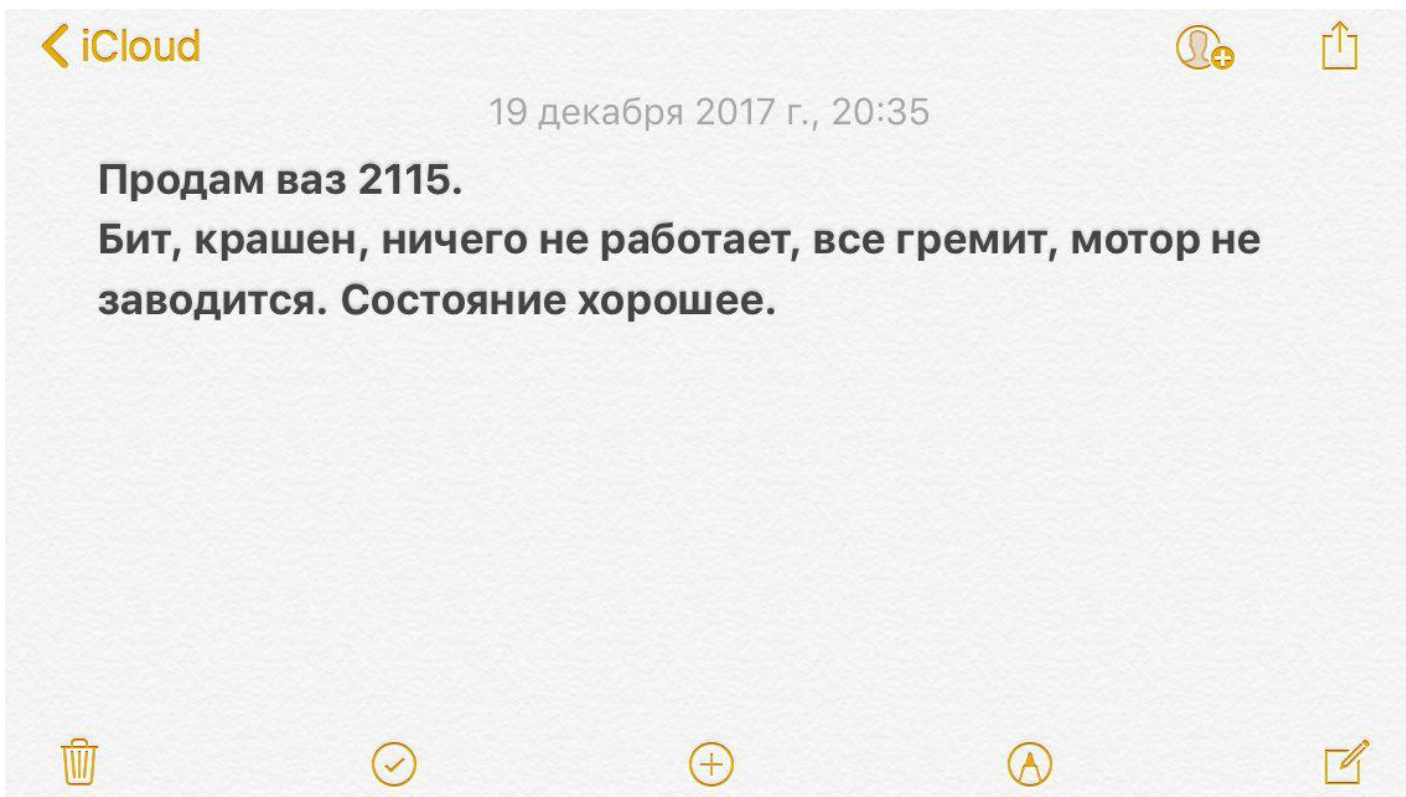 iCloud
19 декабря 2017 г., 20:35
Продам ваз 2115.
Бит, крашен, ничего не работает, все гремит, мотор не
заводится. Состояние хорошее.